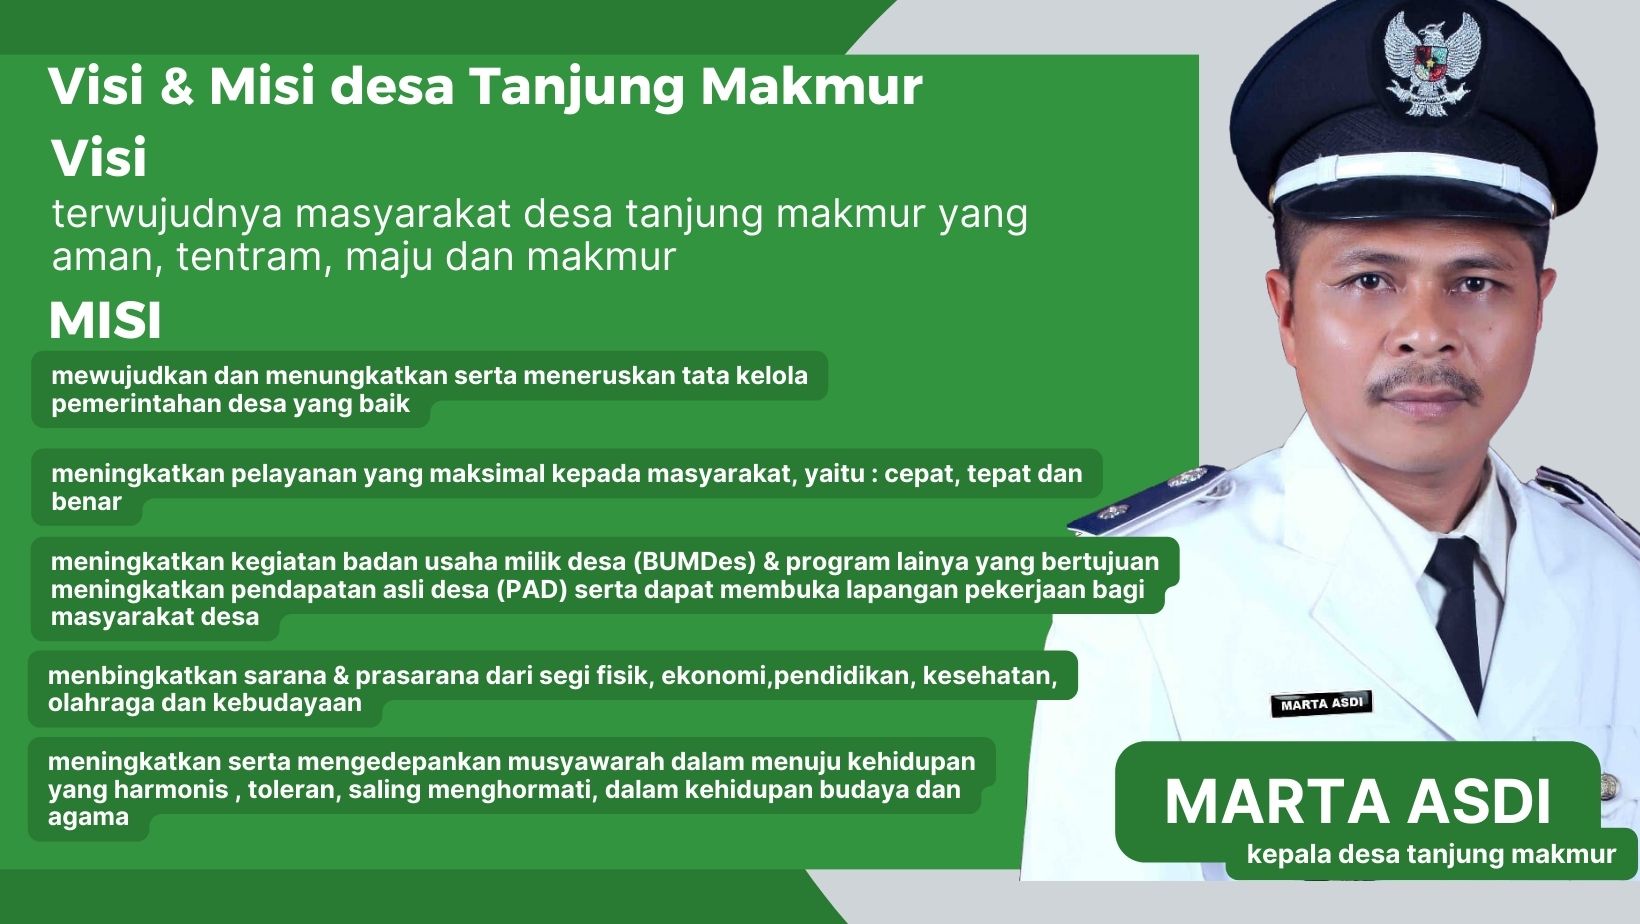 Visi & Misi desa Tanjung Makmur
Visi
terwujudnya masyarakat desa tanjung makmur yang
aman, tentram, maju dan makmur
MISI
mewujudkan dan menungkatkan serta meneruskan tata kelola
pemerintahan desa yang baik
meningkatkan pelayanan yang maksimal kepada masyarakat, yaitu : cepat, tepat dan
benar
meningkatkan kegiatan badan usaha milik desa (BUMDes) & program lainya yang bertujuan
meningkatkan pendapatan asli desa (PAD) serta dapat membuka lapangan pekerjaan bagi
masyarakat desa
menbingkatkan sarana & prasarana dari segi fisik, ekonomi,pendidikan, kesehatan,
olahraga dan kebudayaan
meningkatkan serta mengedepankan musyawarah dalam menuju kehidupan
yang harmonis , toleran, saling menghormati, dalam kehidupan budaya dan
agama
MARTA ASDI
MARTA ASDI
kepala desa tanjung makmur